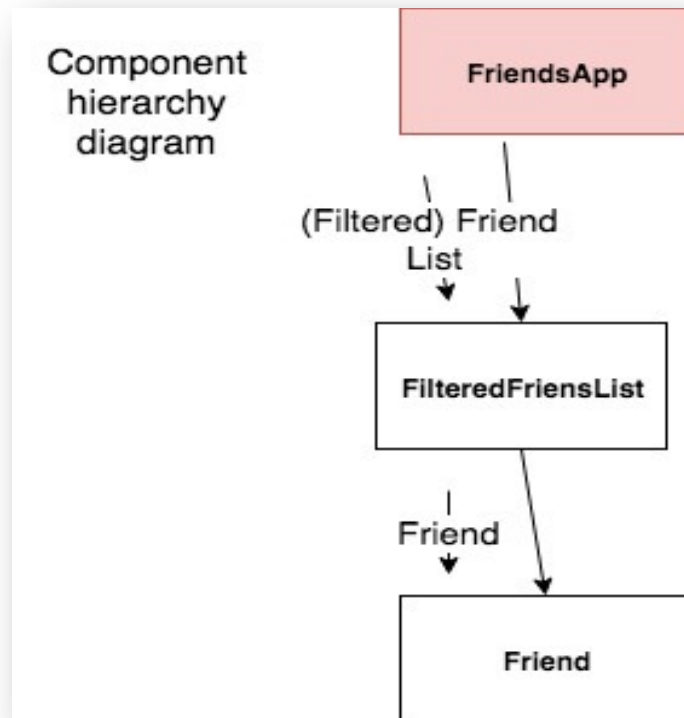 Component
hierarchy
diagram
FriendsApp
(Filtered) Friend
List
FilteredFriensList
Friend
Friend